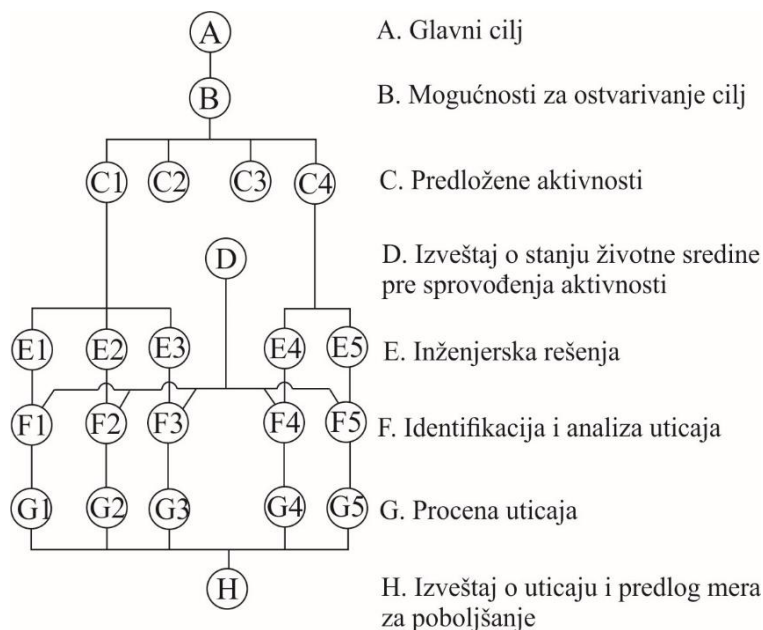 A
A. Glavni cilj
B
B. Mogućnosti za ostvarivanje cilj
C1 C2 C3 C4
C. Predložene aktivnosti
D
D. Izveštaj o stanju životne sredine
pre sprovođenja aktivnosti
E1 E2 E3 E4 E5
E. Inženjerska rešenja
F1 F2 F3 F4 F5
F. Identifikacija i analiza uticaja
G1 G2 G3 G4 G5
G. Procena uticaja
H
H. Izveštaj o uticaju i predlog mera
za poboljšanje